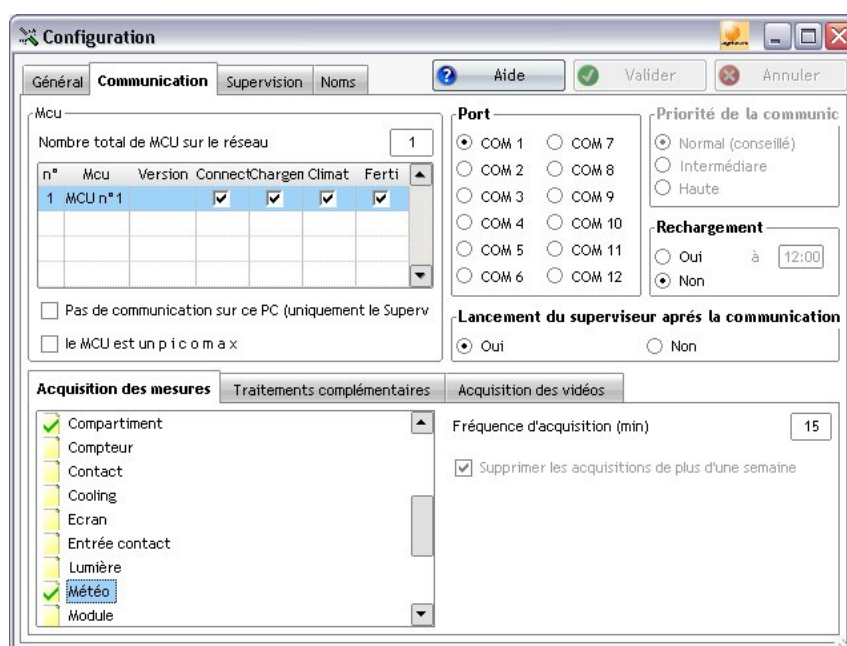 Configuration
Général Communication Supervision Noms Aide Valider Annuler
Mcu
Nombre total de MCU sur le réseau 1
n° Mcu Version Connect Chargen Climat Ferti
1 MCU n°1
Pas de communication sur ce PC (uniquement le Superv
le MCU est un p i c o m a x
Port
COM 1 COM 7
COM 2 COM 8
COM 3 COM 9
COM 4 COM 10
COM 5 COM 11
COM 6 COM 12
Priorité de la communic
Normal (conseillé)
Intermédiare
Haute
Rechargement
Oui à 12:00
Non
Lancement du superviseur aprés la communication
Oui Non
Acquisition des mesures Traitements complémentaires Acquisition des vidéos
Compartiment
Compteur
Contact
Cooling
Ecran
Entrée contact
Lumière
Météo
Module
Fréquence d'acquisition (min) 15
Supprimer les acquisitions de plus d'une semaine